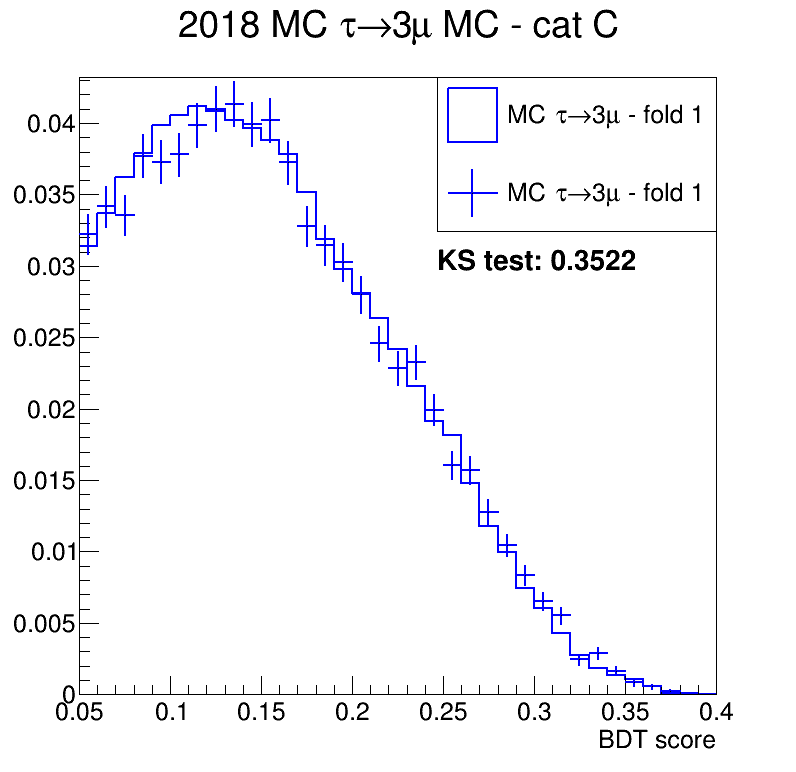 2018 MC τ→3μ MC - cat C
MC τ→3μ - fold 1
MC τ→3μ - fold 1
KS test: 0.3522
0.04
0.035
0.03
0.025
0.02
0.015
0.01
0.005
0
0.05 0.1 0.15 0.2 0.25 0.3 0.35 0.4
BDT score